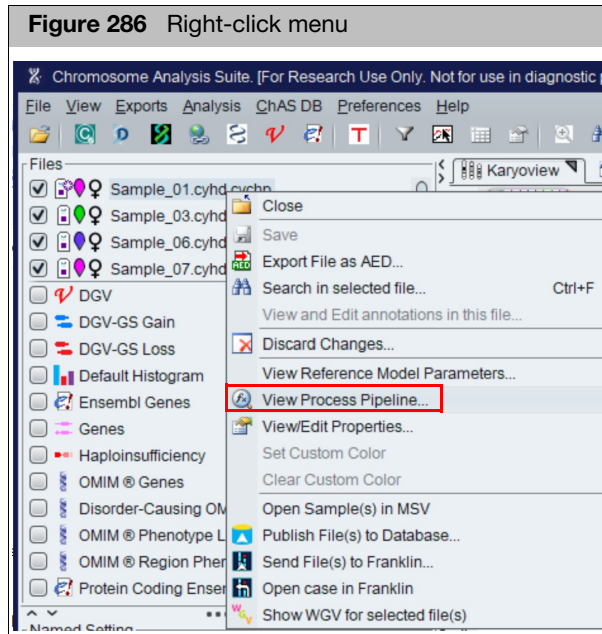 Figure 286 Right-click menu
Chromosome Analysis Suite. [For Research Use Only. Not for use in diagnostic
File View Exports Analysis ChAS DB Preferences Help
Files
Karyoview
Sample_01.cyhd.cychp
Sample_03.cyhd
Sample_06.cyhd
Sample_07.cyhd
DGV
DGV-GS Gain
DGV-GS Loss
Default Histogram
Ensembl Genes
Genes
Haploinsufficiency
OMIM ® Genes
Disorder-Causing OM
OMIM ® Phenotype L
OMIM ® Region Pher
Protein Coding Enser
Named Setting
Close
Save
Export File as AED...
Search in selected file... Ctrl+F
View and Edit annotations in this file...
Discard Changes...
View Reference Model Parameters...
View Process Pipeline...
View/Edit Properties...
Set Custom Color
Clear Custom Color
Open Sample(s) in MSV
Publish File(s) to Database...
Send File(s) to Franklin...
Open case in Franklin
Show WGV for selected file(s)